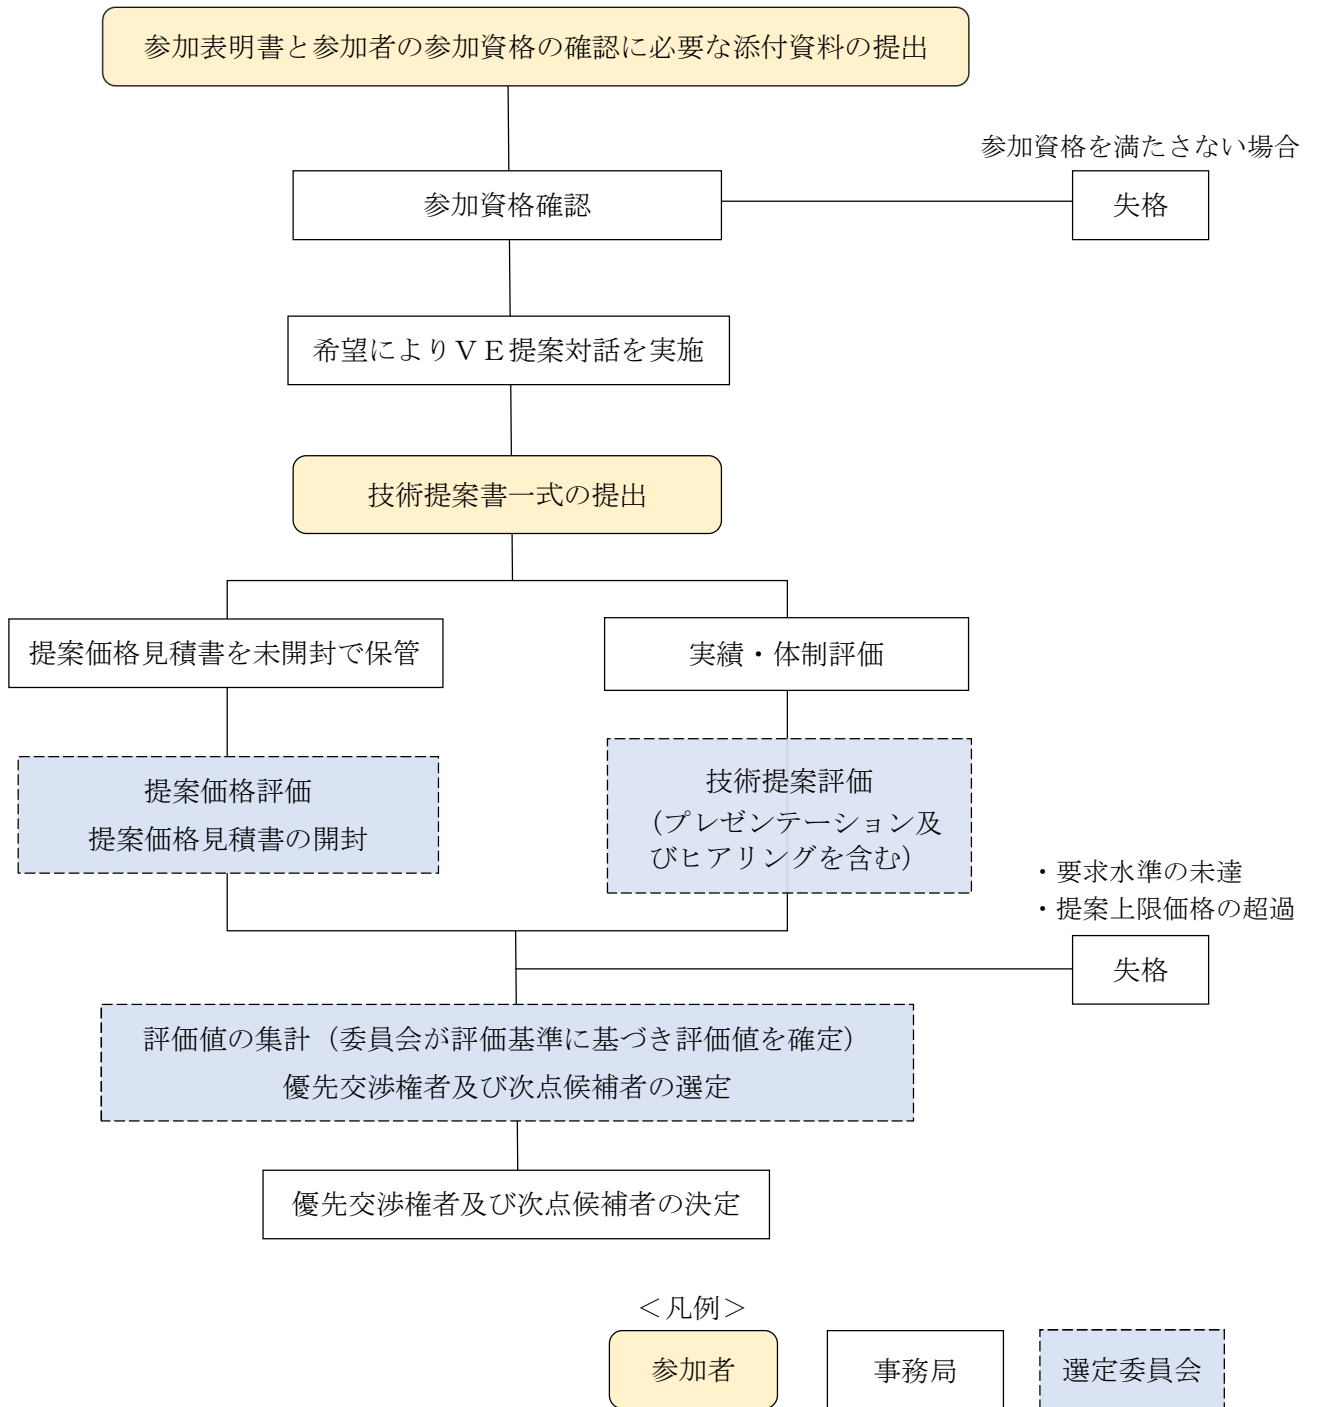 参加表明書と参加者の参加資格の確認に必要な添付資料の提出
参加資格を満たさない場合
参加資格確認
失格
希望によりＶＥ提案対話を実施
技術提案書一式の提出
提案価格見積書を未開封で保管
実績・体制評価
提案価格評価
提案価格見積書の開封
技術提案評価
（プレゼンテーション及
びヒアリングを含む）
・要求水準の未達
・提案上限価格の超過
失格
評価値の集計（委員会が評価基準に基づき評価値を確定）
優先交渉権者及び次点候補者の選定
優先交渉権者及び次点候補者の決定
＜凡例＞
参加者
事務局
選定委員会